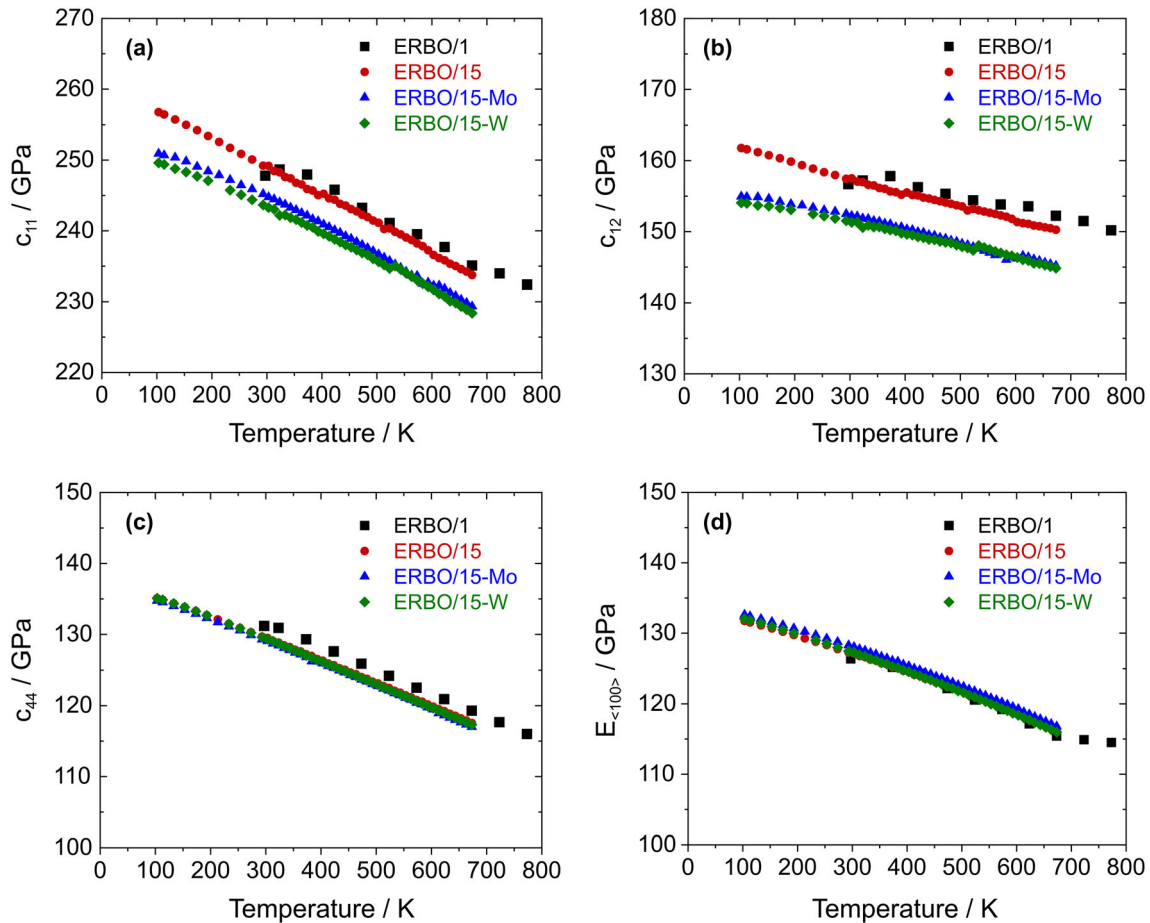 (a)
ERBO/1
ERBO/15
ERBO/15-Mo
ERBO/15-W
270
260
250
240
230
220
c11 / GPa
0 100 200 300 400 500 600 700 800
Temperature / K
(b)
ERBO/1
ERBO/15
ERBO/15-Mo
ERBO/15-W
180
170
160
150
140
130
c12 / GPa
0 100 200 300 400 500 600 700 800
Temperature / K
(c)
ERBO/1
ERBO/15
ERBO/15-Mo
ERBO/15-W
150
140
130
120
110
100
c44 / GPa
0 100 200 300 400 500 600 700 800
Temperature / K
(d)
ERBO/1
ERBO/15
ERBO/15-Mo
ERBO/15-W
150
140
130
120
110
100
E<100> / GPa
0 100 200 300 400 500 600 700 800
Temperature / K